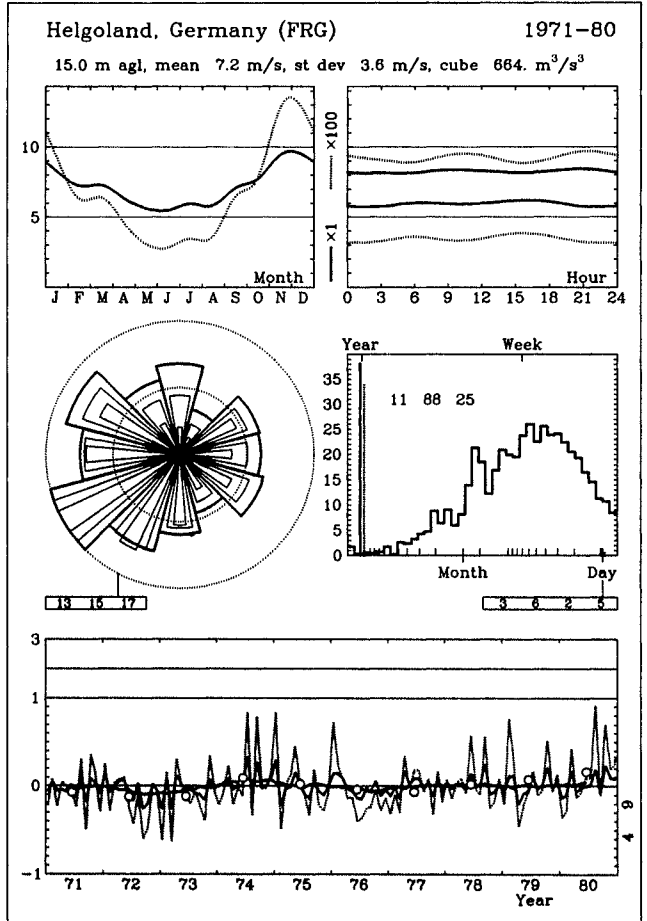 Helgoland, Germany (FRG) 1971-80
15.0 m agl, mean 7.2 m/s, st dev 3.6 m/s, cube 664. m³/s³
10
5
Month
J F M A M J J A S O N D
×1 ×100
Hour
0 3 6 9 12 15 18 21 24
13 15 17
Year Week
40
35
30
25
20
15
10
5
0
11 88 25
Month Day
3 6 2 5
3
1
0
-1
71 72 73 74 75 76 77 78 79 80
Year
4 9